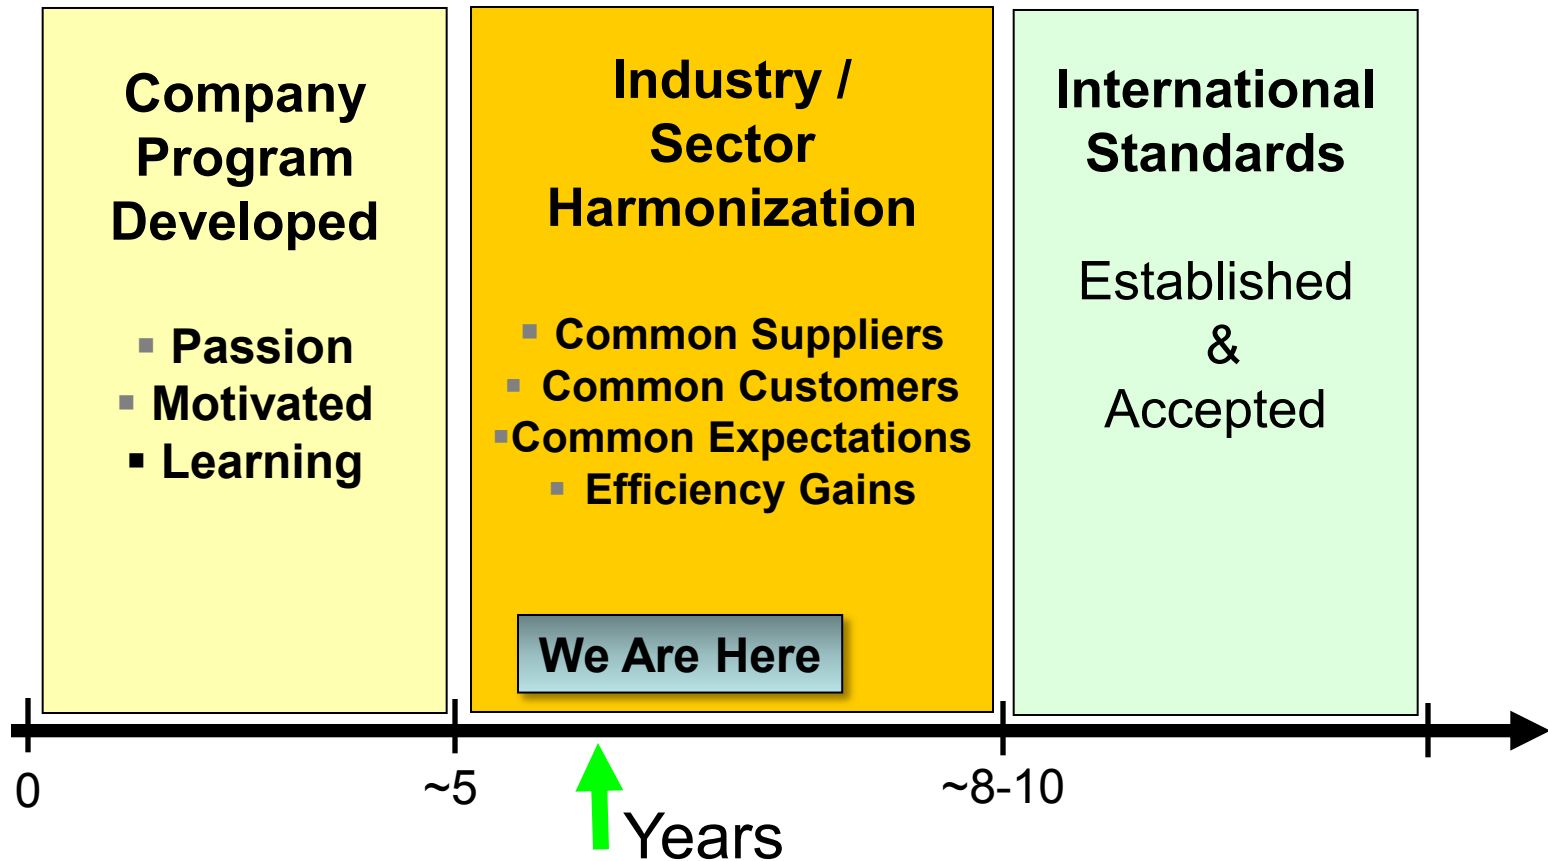 Company
Program
Developed
▪ Passion
▪ Motivated
▪ Learning
Industry /
Sector
Harmonization
▪ Common Suppliers
▪ Common Customers
▪Common Expectations
▪ Efficiency Gains
We Are Here
International
Standards
Established
&
Accepted
0
~5
~8-10
Years